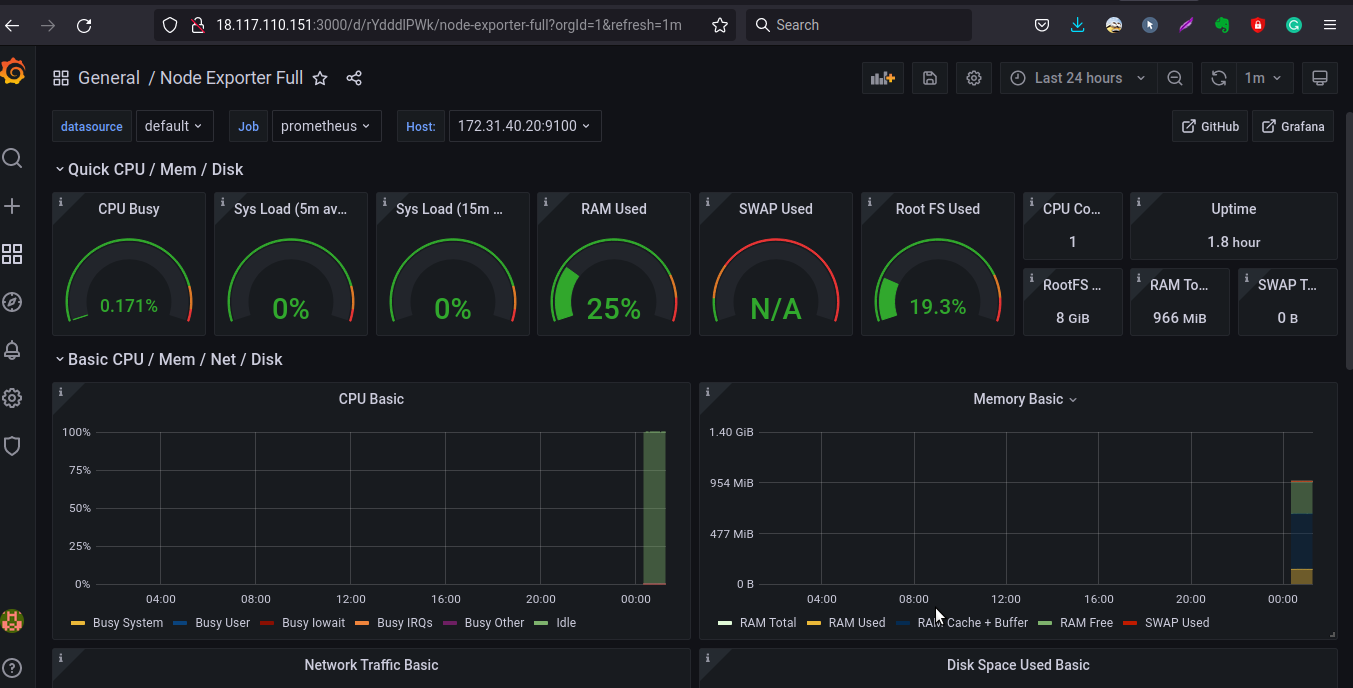 18.117.110.151:3000/d/rYdddlPWk/node-exporter-full?orgId=1&refresh=1m
Search
General / Node Exporter Full
Last 24 hours
1m
datasource default
Job prometheus
Host: 172.31.40.20:9100
GitHub
Grafana
Quick CPU / Mem / Disk
CPU Busy
0.171%
Sys Load (5m av...
0%
Sys Load (15m ...
0%
RAM Used
25%
SWAP Used
N/A
Root FS Used
19.3%
CPU Co...
1
Uptime
1.8 hour
RootFS ...
8 GiB
RAM To...
966 MiB
SWAP T...
0 B
Basic CPU / Mem / Net / Disk
CPU Basic
100%
75%
50%
25%
0%
04:00 08:00 12:00 16:00 20:00 00:00
Busy System Busy User Busy Iowait Busy IRQs Busy Other Idle
Memory Basic
1.40 GiB
954 MiB
477 MiB
0 B
04:00 08:00 12:00 16:00 20:00 00:00
RAM Total RAM Used RAM Cache + Buffer RAM Free SWAP Used
Network Traffic Basic
Disk Space Used Basic